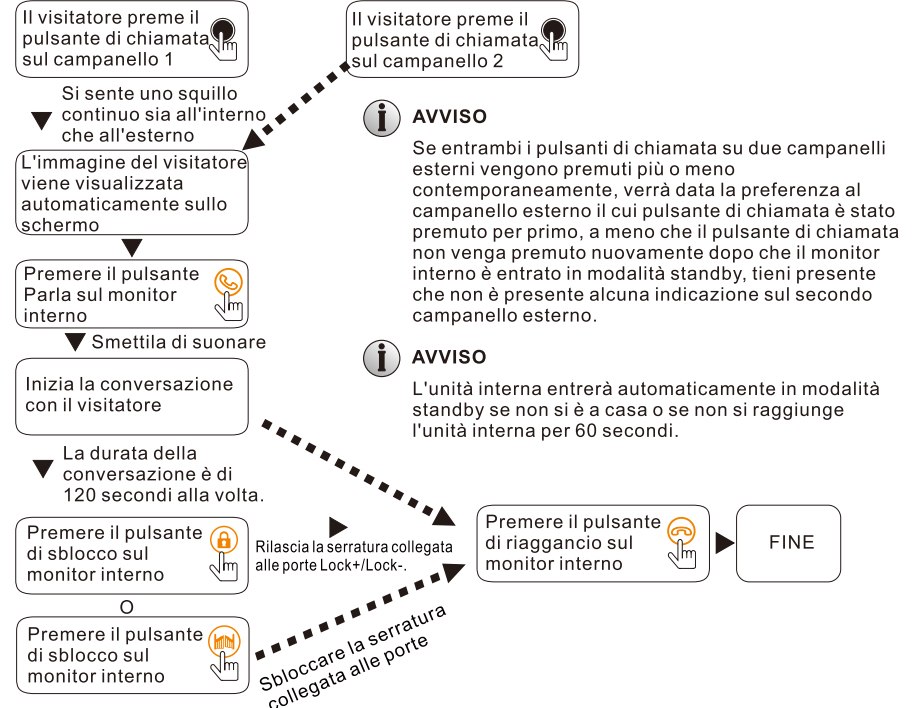 Il visitatore preme il
pulsante di chiamata
sul campanello 1
Il visitatore preme il
pulsante di chiamata
sul campanello 2
Si sente uno squillo
continuo sia all'interno
che all'esterno
L'immagine del visitatore
viene visualizzata
automaticamente sullo
schermo
Premere il pulsante
Parla sul monitor
interno
Smettila di suonare
Inizia la conversazione
con il visitatore
La durata della
conversazione è di
120 secondi alla volta.
Premere il pulsante
di sblocco sul
monitor interno
O
Premere il pulsante
di sblocco sul
monitor interno
Rilascia la serratura collegata
alle porte Lock+/Lock-.
Sbloccare la serratura
collegata alle porte
Premere il pulsante
di riaggancio sul
monitor interno
FINE
AVVISO
Se entrambi i pulsanti di chiamata su due campanelli
esterni vengono premuti più o meno
contemporaneamente, verrà data la preferenza al
campanello esterno il cui pulsante di chiamata è stato
premuto per primo, a meno che il pulsante di chiamata
non venga premuto nuovamente dopo che il monitor
interno è entrato in modalità standby, tieni presente
che non è presente alcuna indicazione sul secondo
campanello esterno.
AVVISO
L'unità interna entrerà automaticamente in modalità
standby se non si è a casa o se non si raggiunge
l'unità interna per 60 secondi.